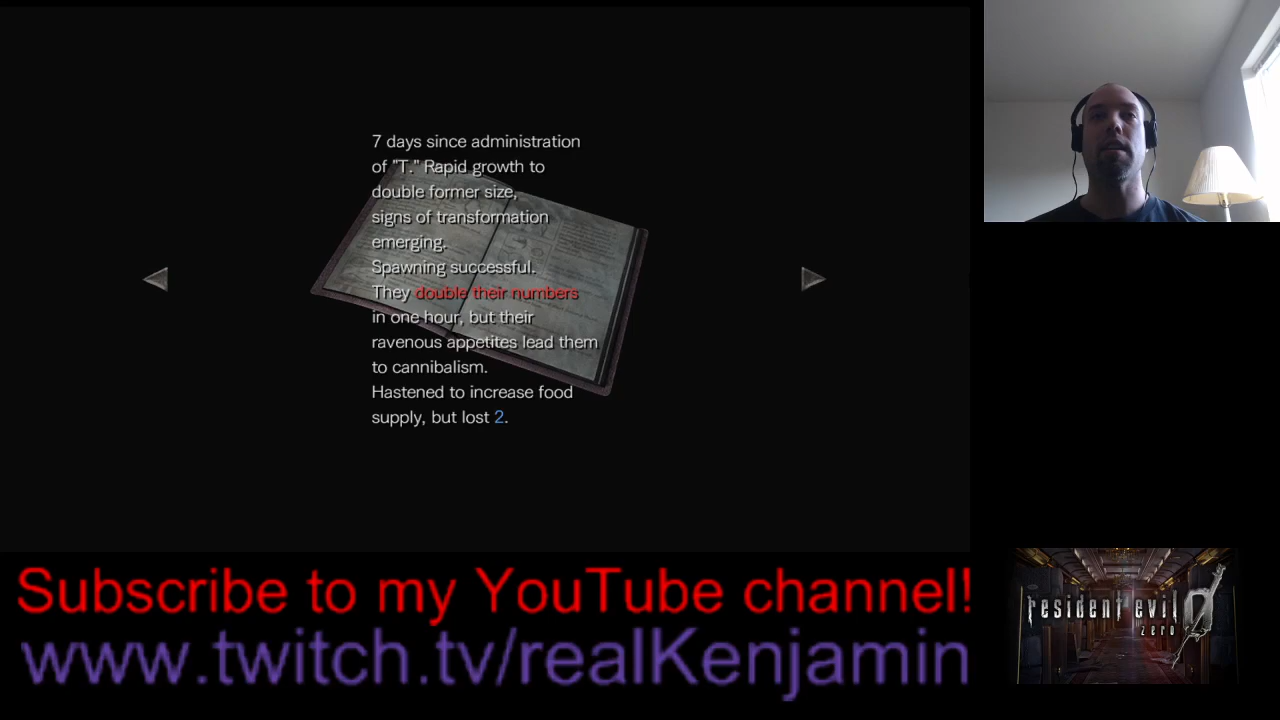 7 days since administration
of "T." Rapid growth to
double former size,
signs of transformation
emerging.
Spawning successful.
They double their numbers
in one hour, but their
ravenous appetites lead them
to cannibalism.
Hastened to increase food
supply, but lost 2.
Subscribe to my YouTube channel!
www.twitch.tv/realKenjamin
resident evil 0
zero